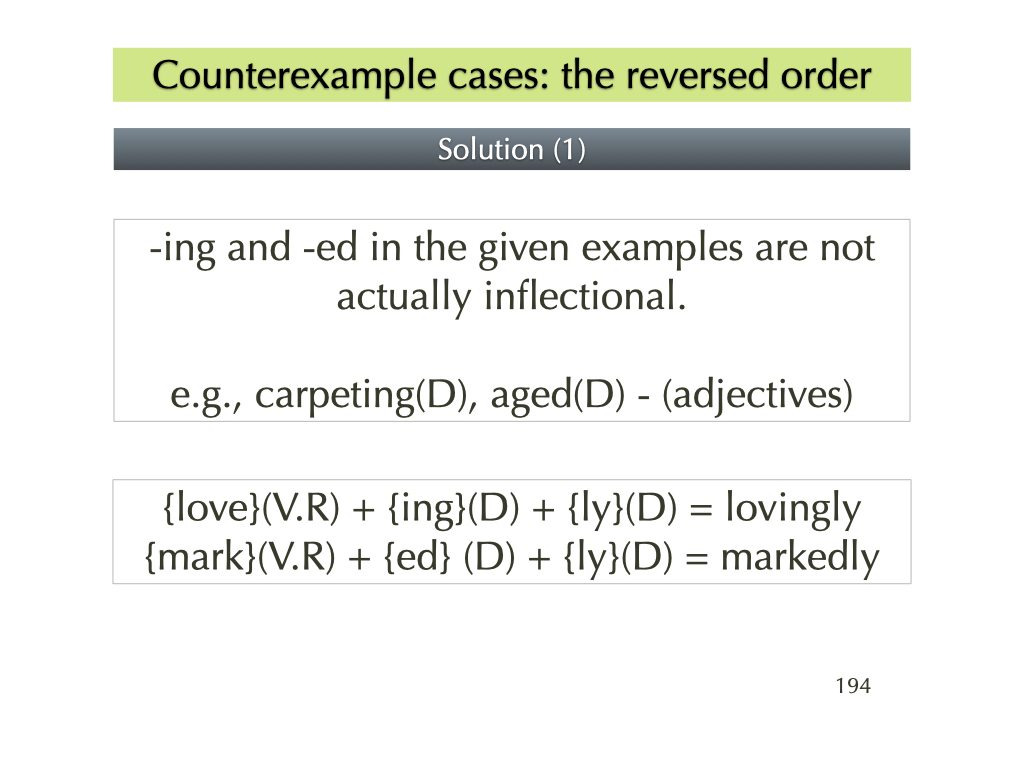 Counterexample cases: the reversed order
Solution (1)
-ing and -ed in the given examples are not
actually inflectional.
e.g., carpeting(D), aged(D) - (adjectives)
{love}(V.R) + {ing}(D) + {ly}(D) = lovingly
{mark}(V.R) + {ed} (D) + {ly}(D) = markedly
194